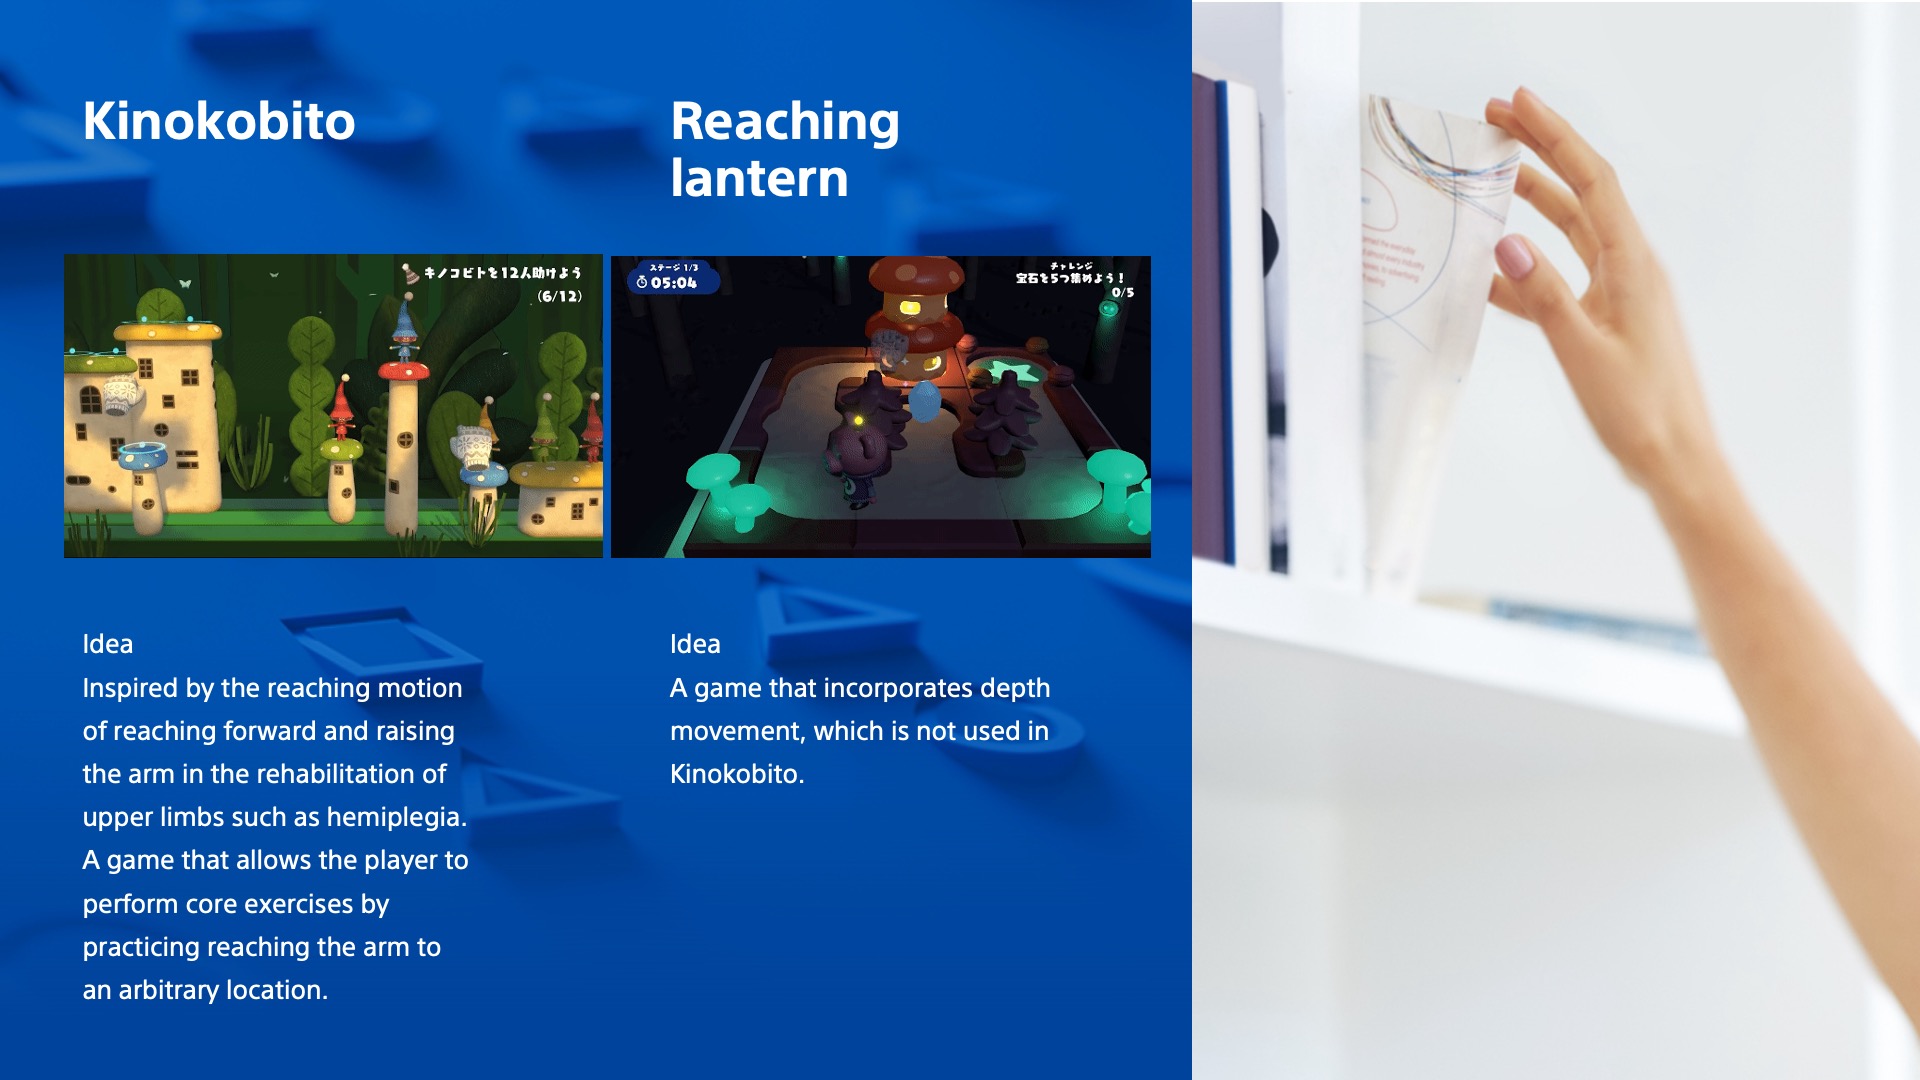 Kinokobito
キノコビトを12人助けよう
(6/12)
Idea
Inspired by the reaching motion
of reaching forward and raising
the arm in the rehabilitation of
upper limbs such as hemiplegia.
A game that allows the player to
perform core exercises by
practicing reaching the arm to
an arbitrary location.
Reaching
lantern
ステージ 1/3
05:04
チャレンジ
宝石を5つ集めよう!
0/5
Idea
A game that incorporates depth
movement, which is not used in
Kinokobito.